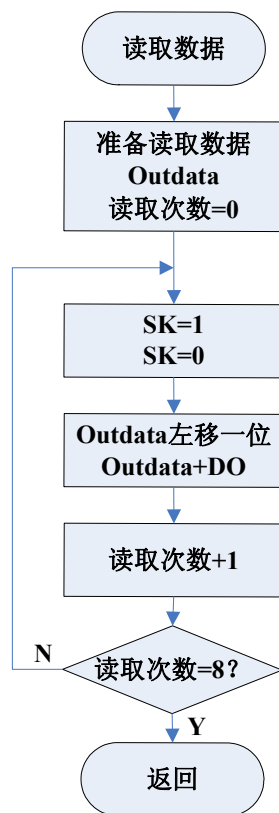 读取数据
准备读取数据
Outdata
读取次数=0
SK=1
SK=0
Outdata左移一位
Outdata+DO
读取次数+1
读取次数=8？
N
Y
返回